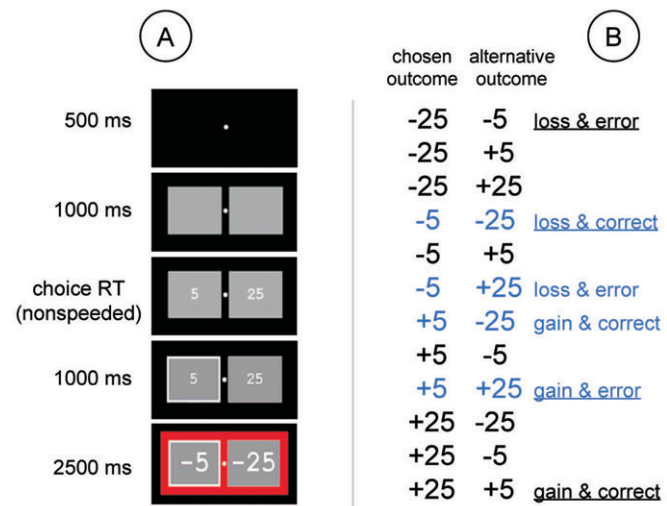 A
500 ms
1000 ms
choice RT
(nonspeeded)
5 25
1000 ms
5 25
2500 ms
-5 -25
B
chosen alternative
outcome outcome
-25 -5 loss & error
-25 +5
-25 +25
-5 -25 loss & correct
-5 +5
-5 +25 loss & error
+5 -25 gain & correct
+5 -5
+5 +25 gain & error
+25 -25
+25 -5
+25 +5 gain & correct